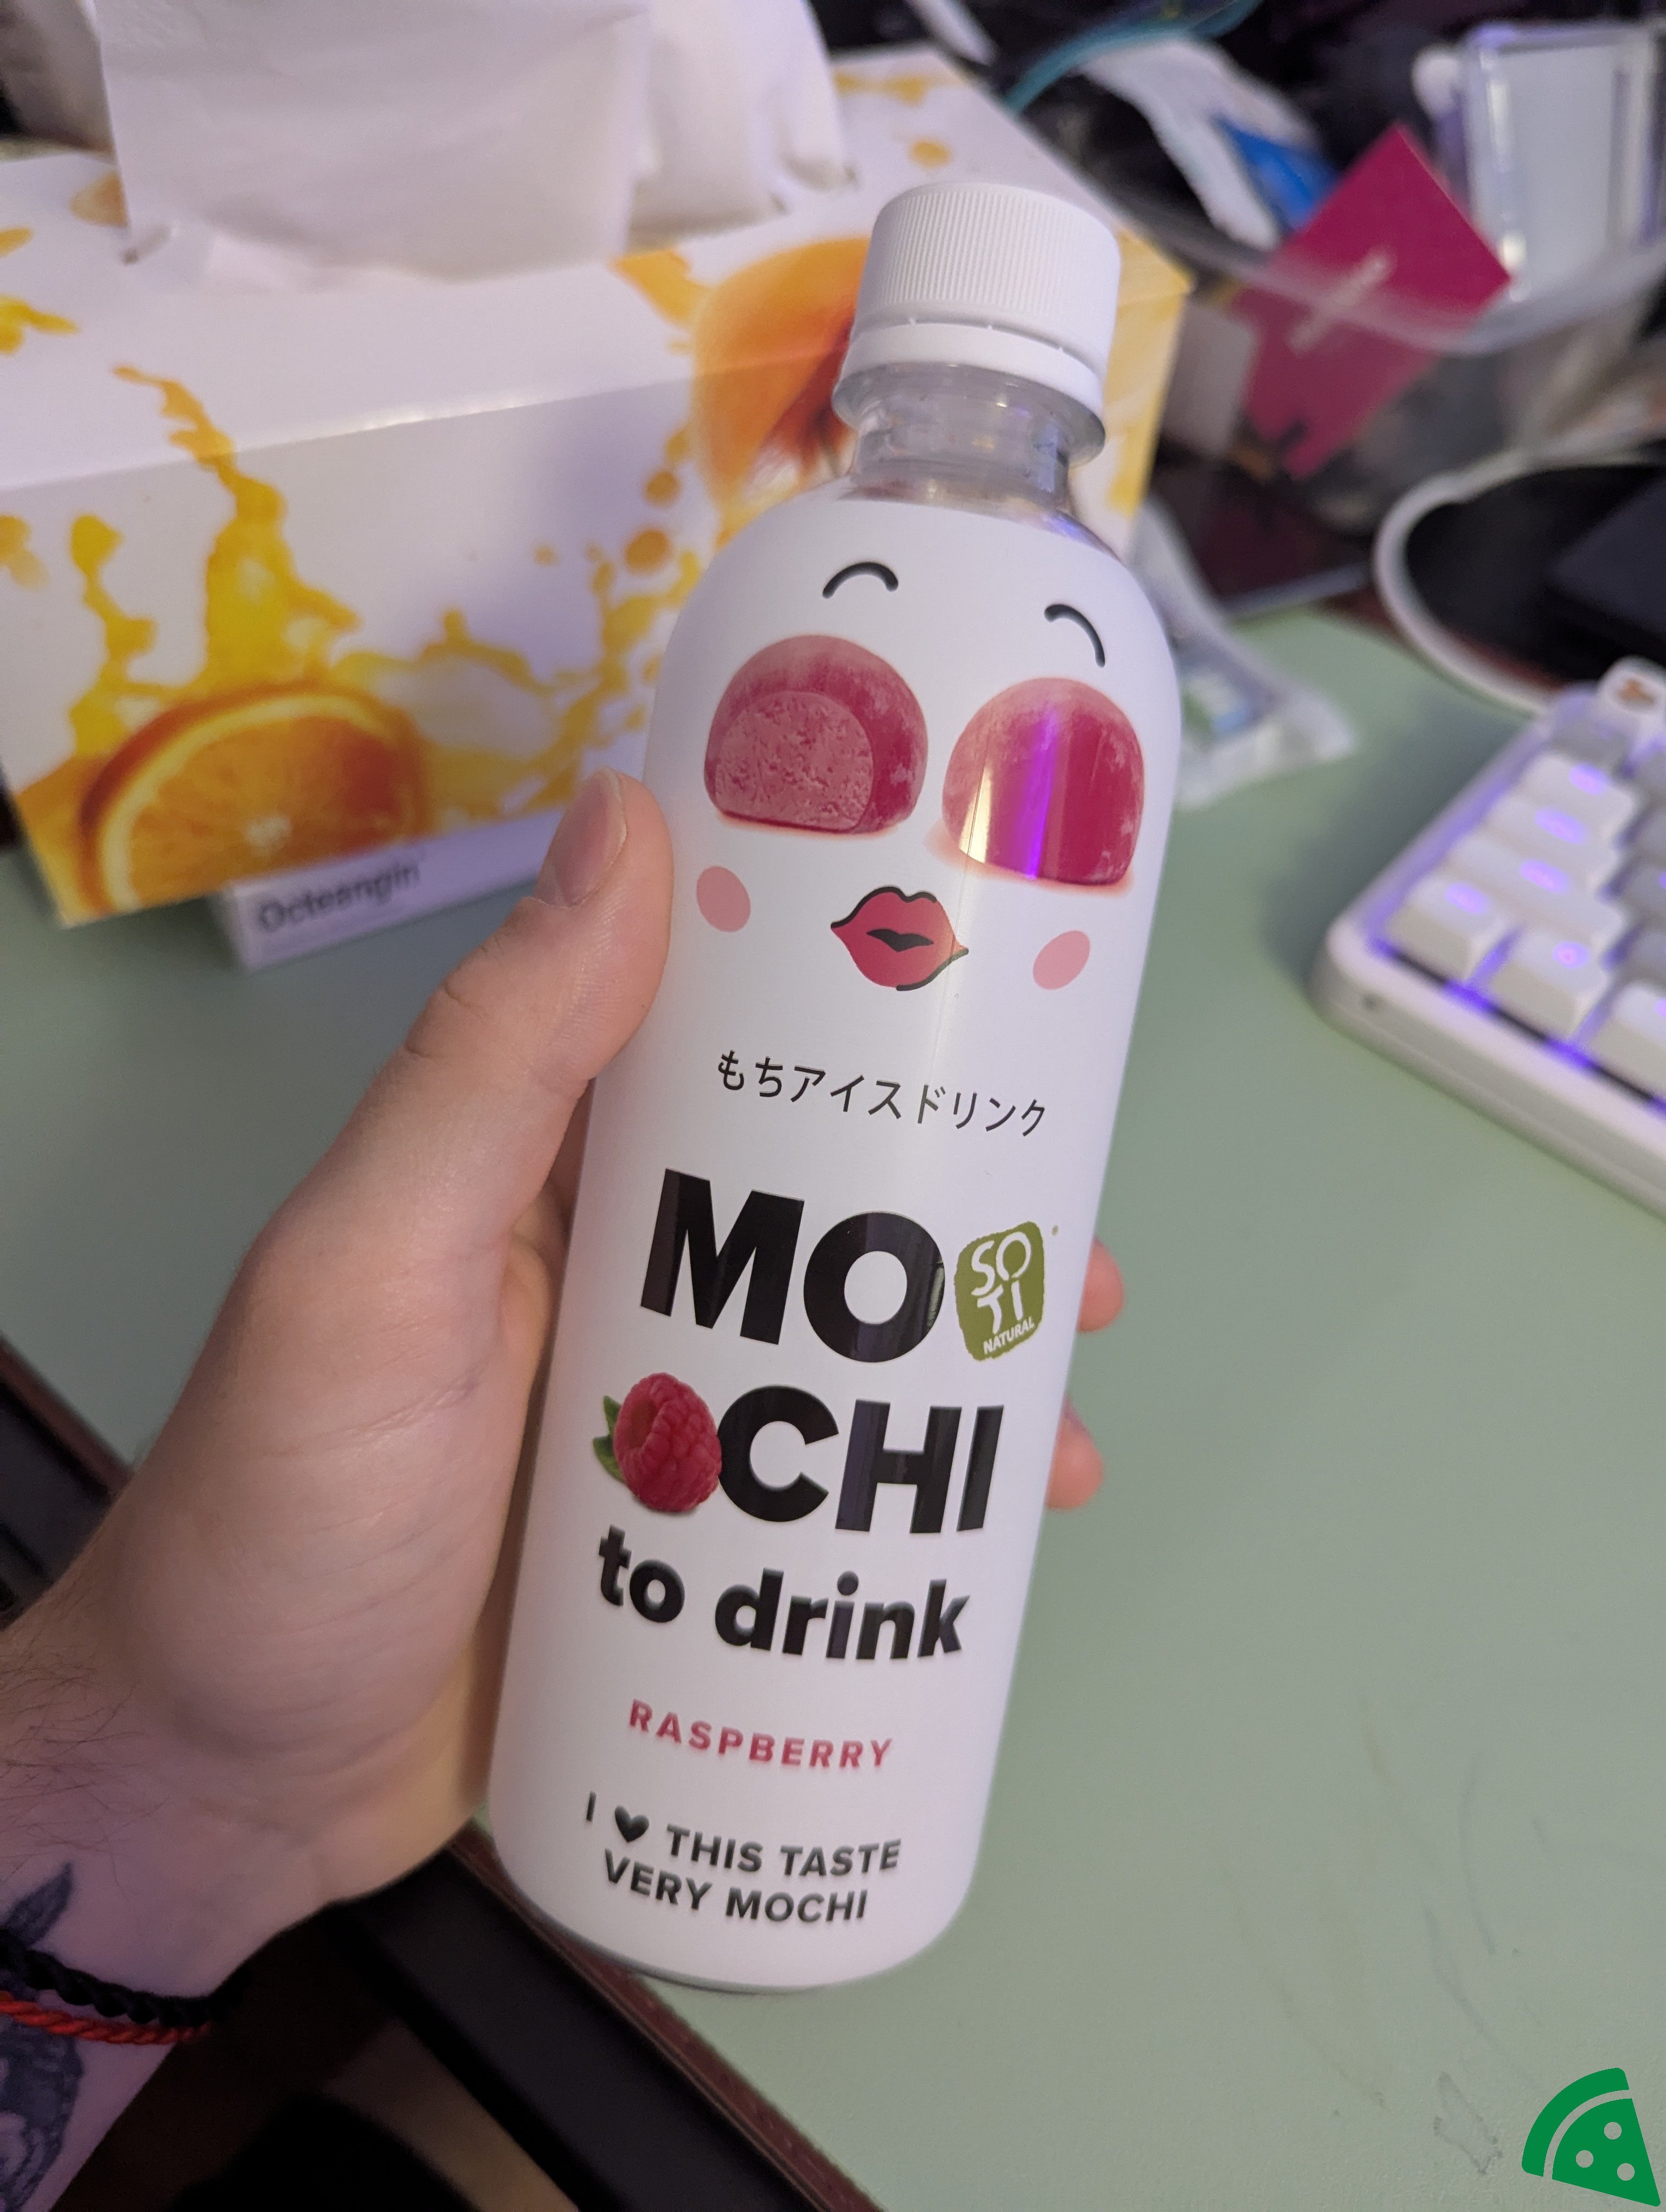 もちアイスドリンク
MO
SO
TI
NATURAL
CHI
to drink
RASPBERRY
I ♥ THIS TASTE
VERY MOCHI
Octeangin